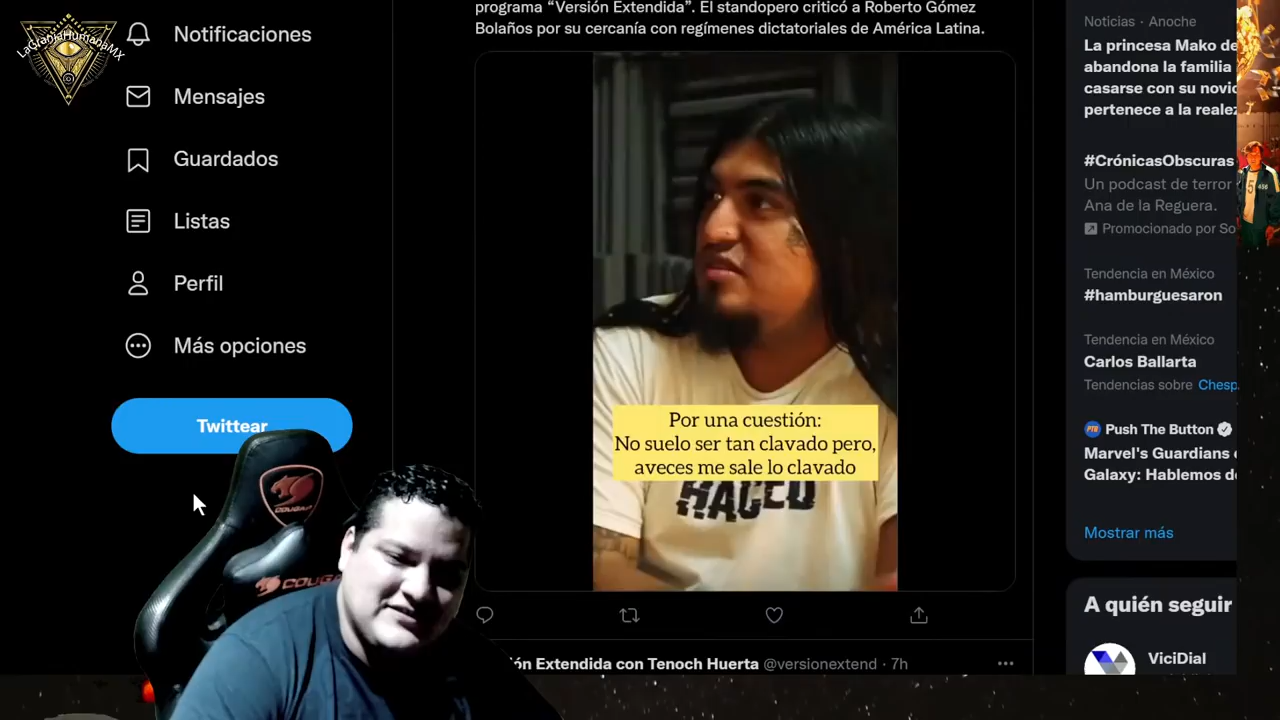 LaGranjaHumanaMX
Notificaciones
Mensajes
Guardados
Listas
Perfil
Más opciones
Twittear
COUGAR
programa “Versión Extendida”. El standopero criticó a Roberto Gómez
Bolaños por su cercanía con regímenes dictatoriales de América Latina.
Por una cuestión:
No suelo ser tan clavado pero,
aveces me sale lo clavado
HACED
ón Extendida con Tenoch Huerta @versionextend · 7h
Noticias · Anoche
La princesa Mako de
abandona la familia
casarse con su novio
pertenece a la realez
#CrónicasObscuras
Un podcast de terror
Ana de la Reguera.
Promocionado por So
Tendencia en México
#hamburguesaron
Tendencia en México
Carlos Ballarta
Tendencias sobre Chesp
Push The Button
Marvel's Guardians
Galaxy: Hablemos de
Mostrar más
A quién seguir
ViciDial